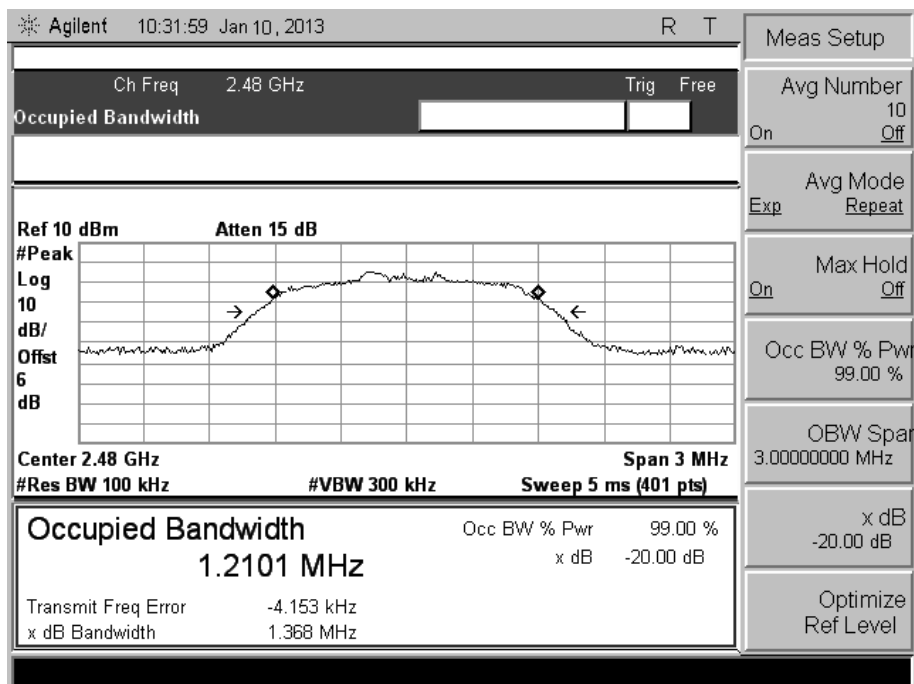 Agilent 10:31:59 Jan 10, 2013 R T
Ch Freq 2.48 GHz Trig Free
Occupied Bandwidth
Ref 10 dBm Atten 15 dB
#Peak
Log
10
dB/
Offst
6
dB
Center 2.48 GHz Span 3 MHz
#Res BW 100 kHz #VBW 300 kHz Sweep 5 ms (401 pts)
Occupied Bandwidth
1.2101 MHz
Occ BW % Pwr 99.00 %
x dB -20.00 dB
Transmit Freq Error -4.153 kHz
x dB Bandwidth 1.368 MHz
Meas Setup
Avg Number
10
On Off
Avg Mode
Exp Repeat
Max Hold
On Off
Occ BW % Pwr
99.00 %
OBW Span
3.00000000 MHz
x dB
-20.00 dB
Optimize
Ref Level